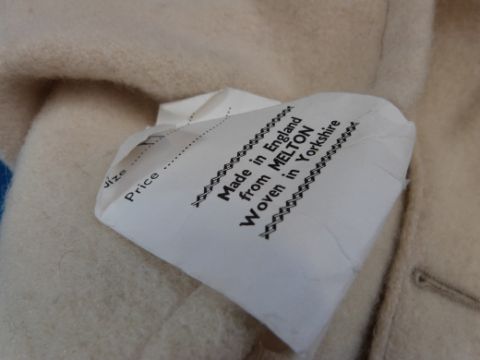 Size ..........
Price ..........
Made in England
from MELTON
Woven in Yorkshire